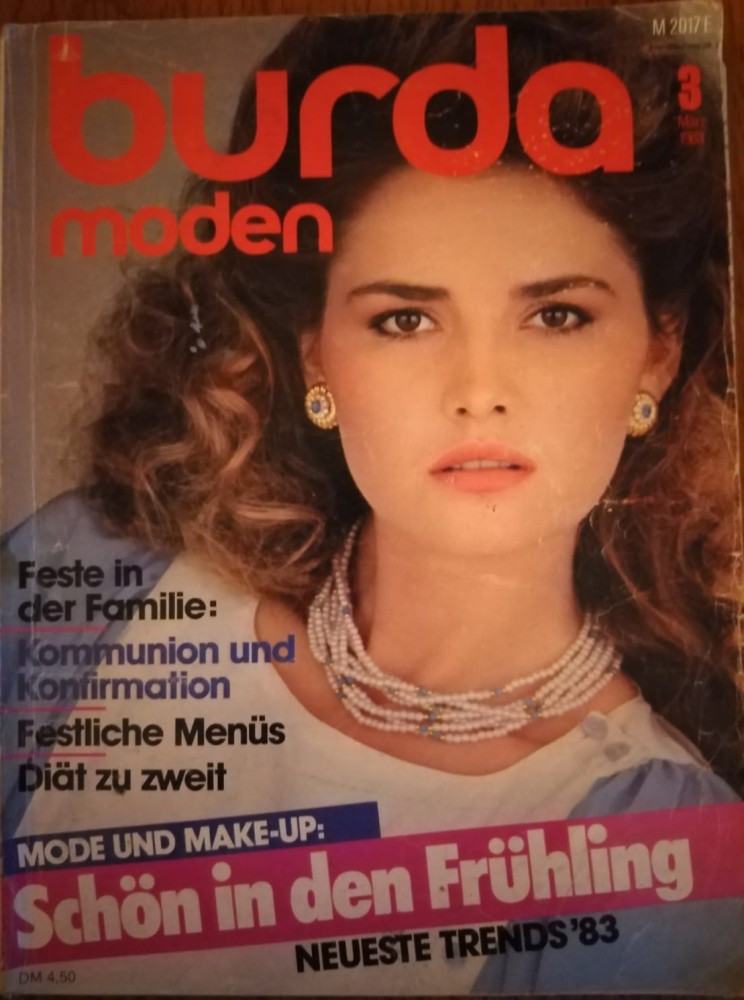 M 2017 E
burda
moden
3
März
1983
Feste in
der Familie:
Kommunion und
Konfirmation
Festliche Menüs
Diät zu zweit
MODE UND MAKE-UP:
Schön in den Frühling
NEUESTE TRENDS '83
DM 4,50